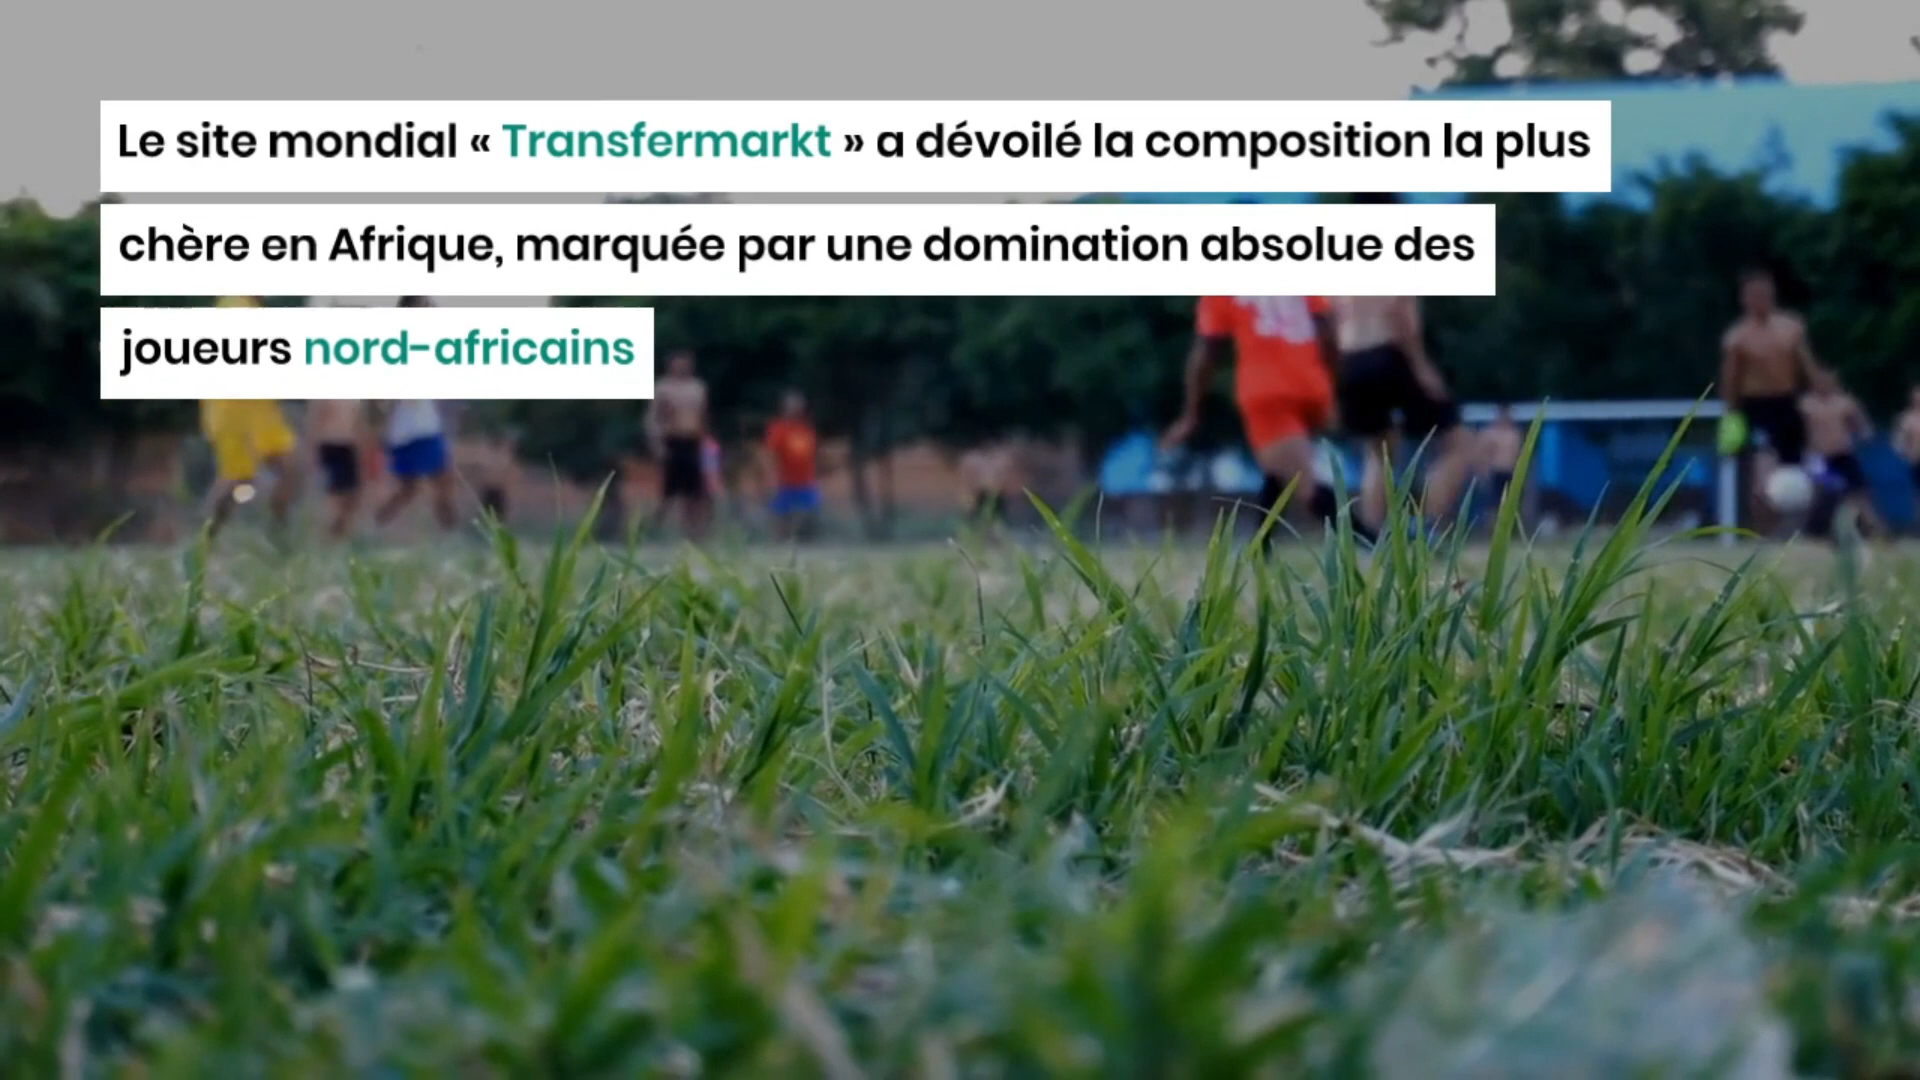 Le site mondial « Transfermarkt » a dévoilé la composition la plus
chère en Afrique, marquée par une domination absolue des
joueurs nord-africains